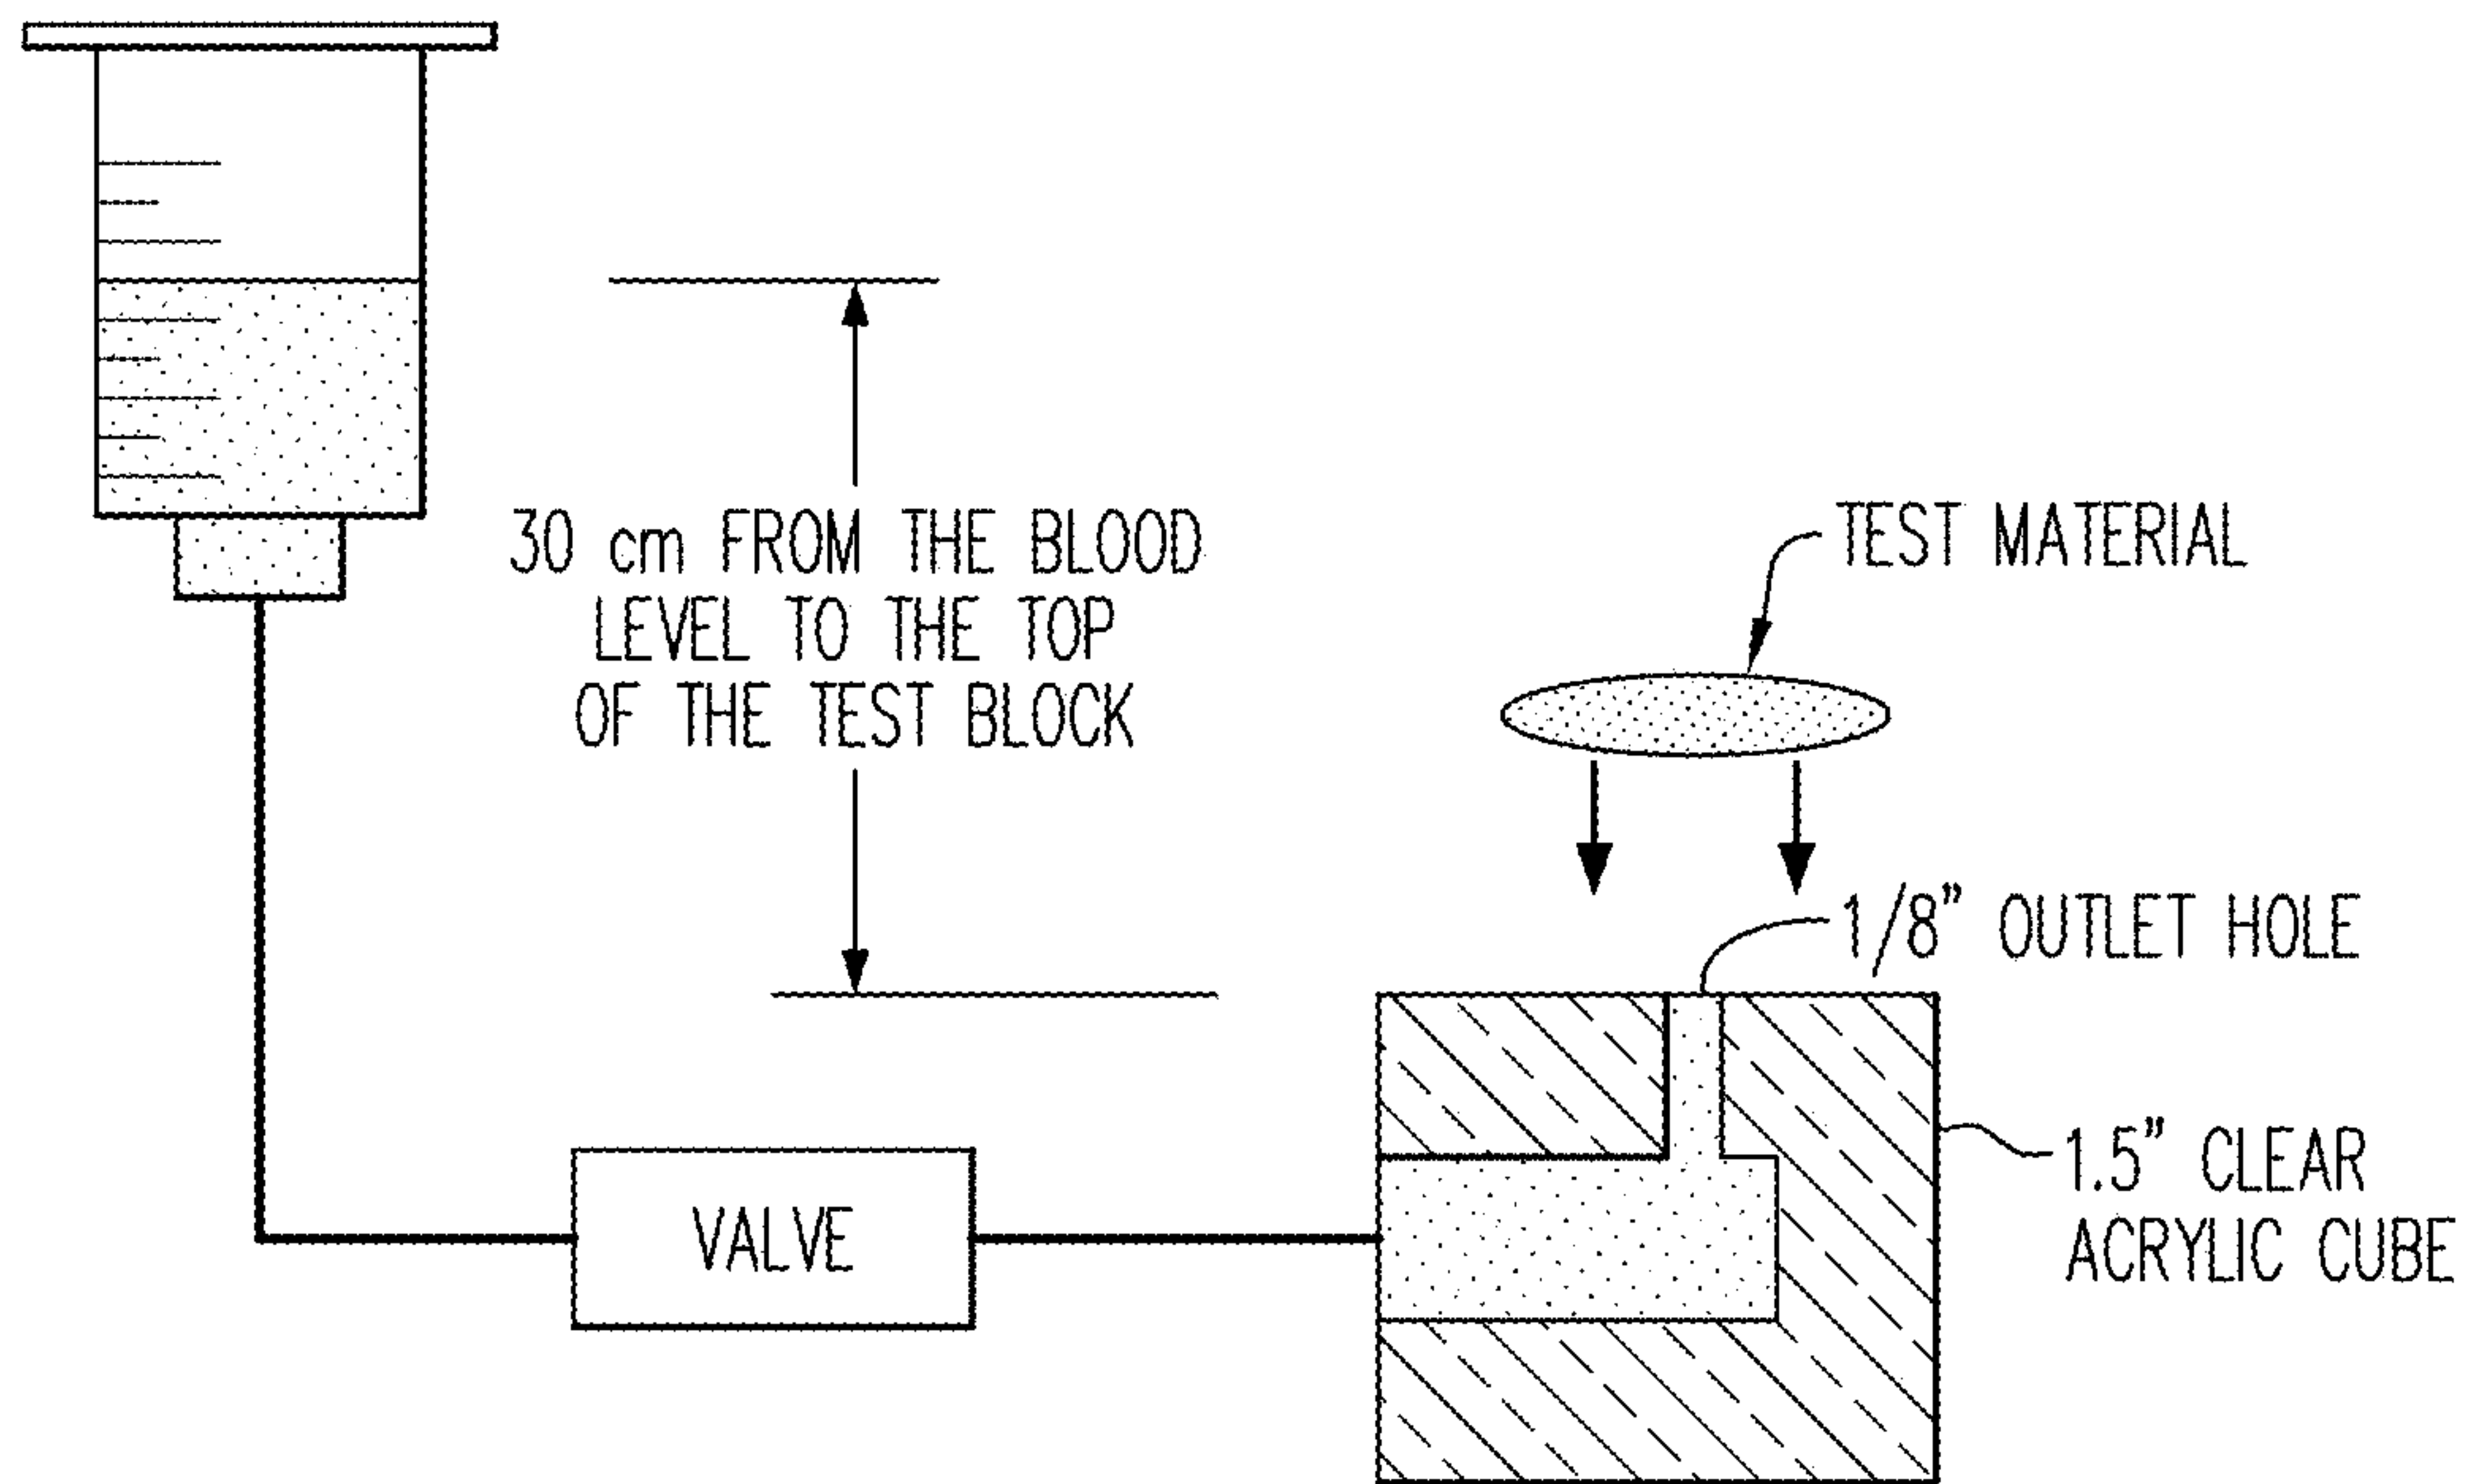 30 cm FROM THE BLOOD
LEVEL TO THE TOP
OF THE TEST BLOCK
TEST MATERIAL
1/8” OUTLET HOLE
VALVE
1.5” CLEAR
ACRYLIC CUBE